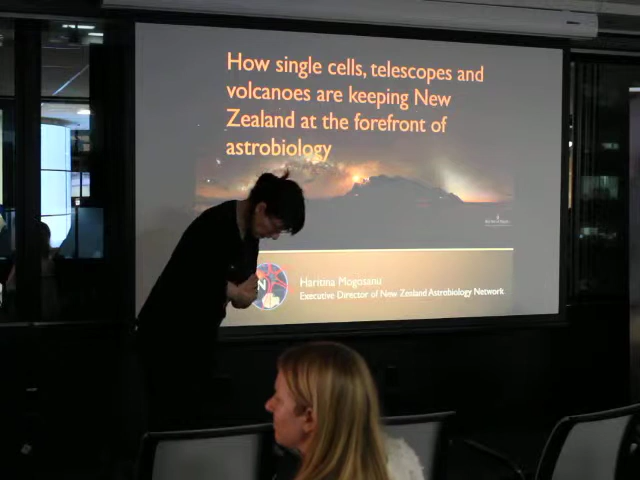 How single cells, telescopes and
volcanoes are keeping New
Zealand at the forefront of
astrobiology
Haritina Mogosanu
Executive Director of New Zealand Astrobiology Network